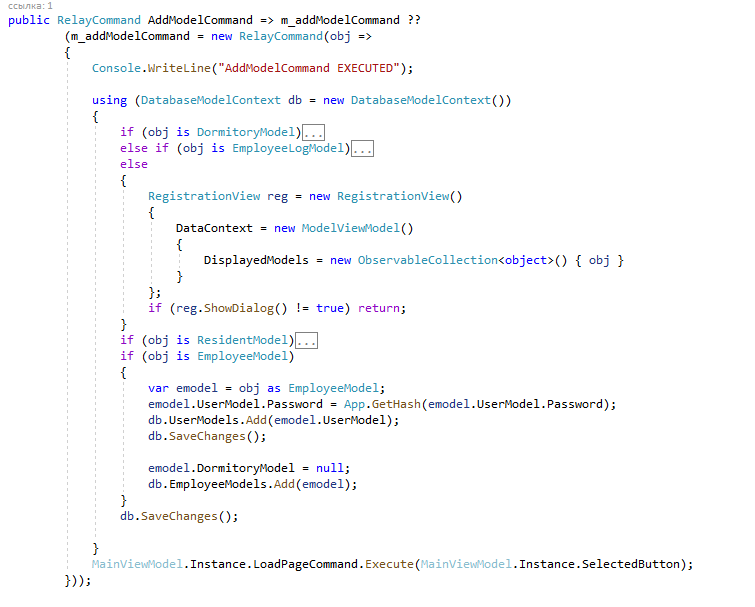 ссылка: 1
public RelayCommand AddModelCommand => m_addModelCommand ??
(m_addModelCommand = new RelayCommand(obj =>
{
Console.WriteLine("AddModelCommand EXECUTED");
using (DatabaseModelContext db = new DatabaseModelContext())
{
if (obj is DormitoryModel)...
else if (obj is EmployeeLogModel)...
else
{
RegistrationView reg = new RegistrationView()
{
DataContext = new ModelViewModel()
{
DisplayedModels = new ObservableCollection<object>() { obj }
}
};
if (reg.ShowDialog() != true) return;
}
if (obj is ResidentModel)...
if (obj is EmployeeModel)
{
var emodel = obj as EmployeeModel;
emodel.UserModel.Password = App.GetHash(emodel.UserModel.Password);
db.UserModels.Add(emodel.UserModel);
db.SaveChanges();
emodel.DormitoryModel = null;
db.EmployeeModels.Add(emodel);
}
db.SaveChanges();
}
MainViewModel.Instance.LoadPageCommand.Execute(MainViewModel.Instance.SelectedButton);
}));